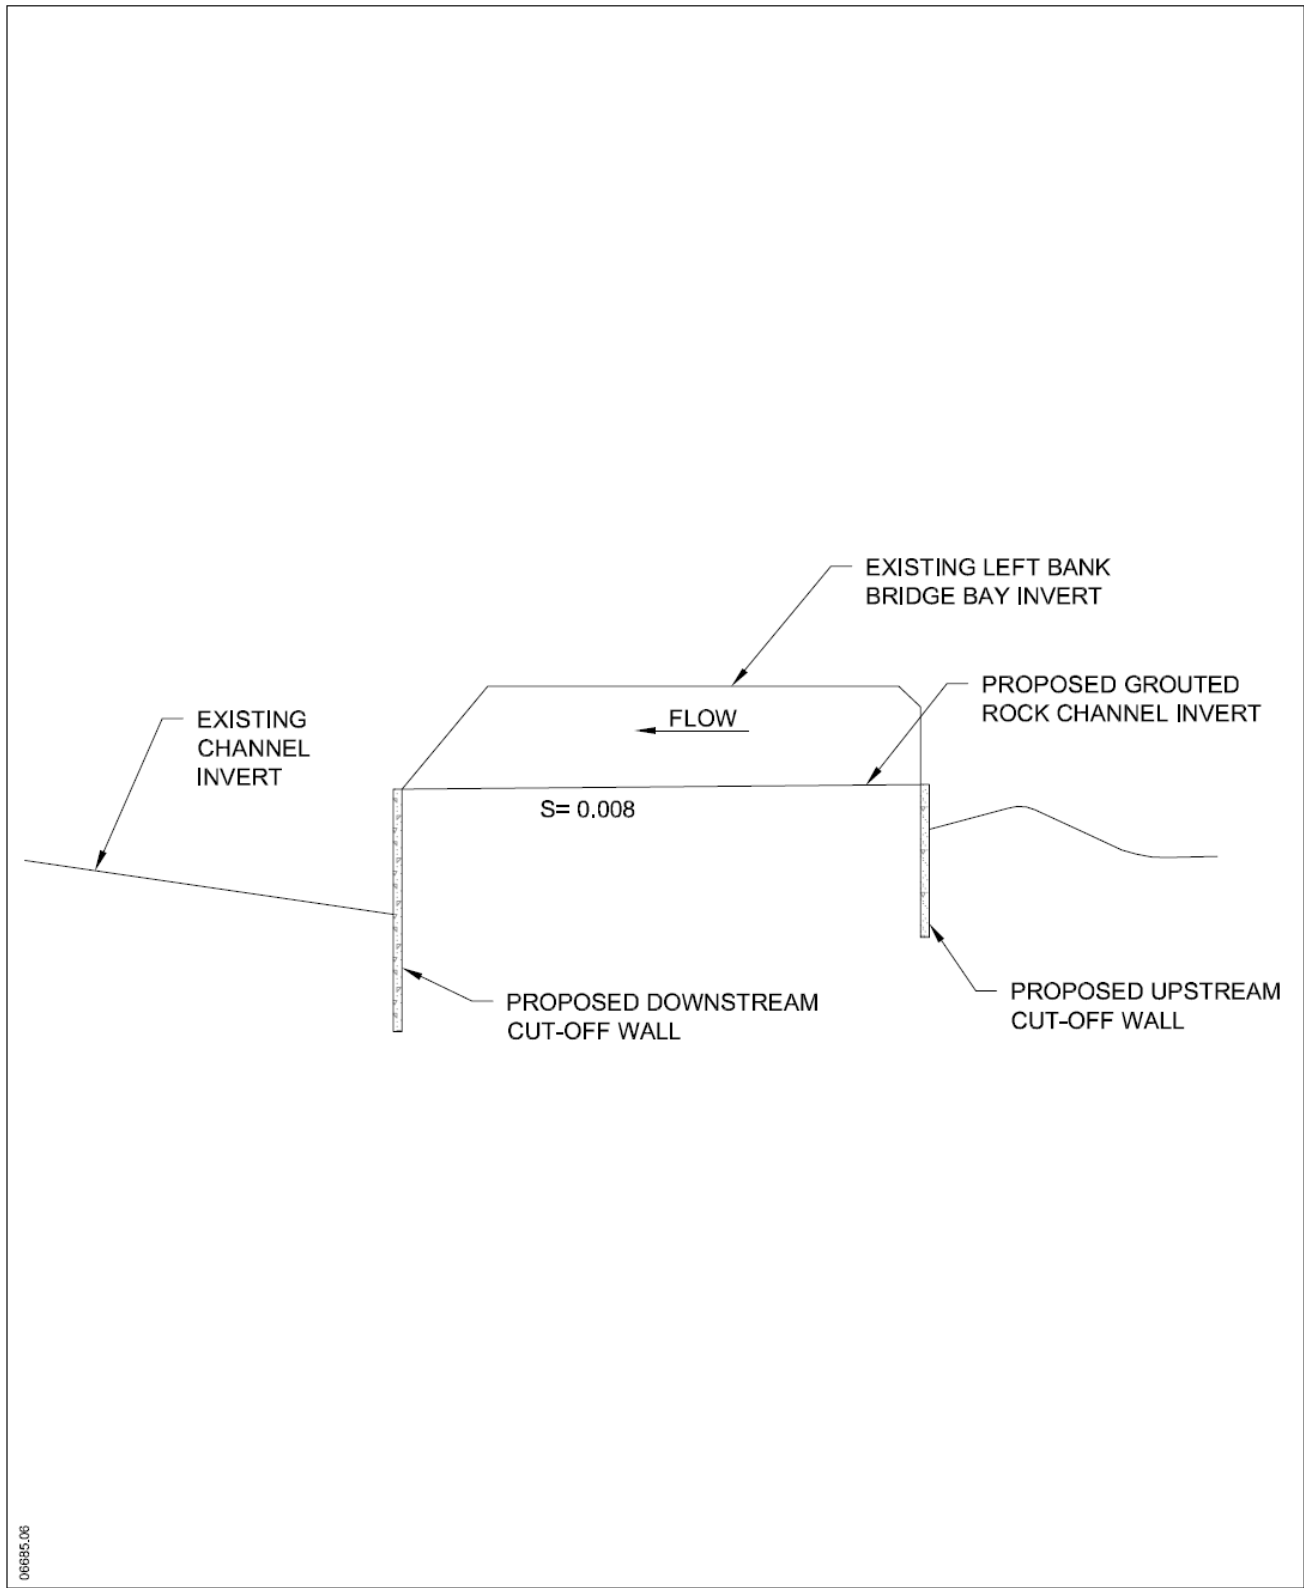 EXISTING LEFT BANK
BRIDGE BAY INVERT
PROPOSED GROUTED
ROCK CHANNEL INVERT
EXISTING
CHANNEL
INVERT
FLOW
S= 0.008
PROPOSED DOWNSTREAM
CUT-OFF WALL
PROPOSED UPSTREAM
CUT-OFF WALL
06685.06